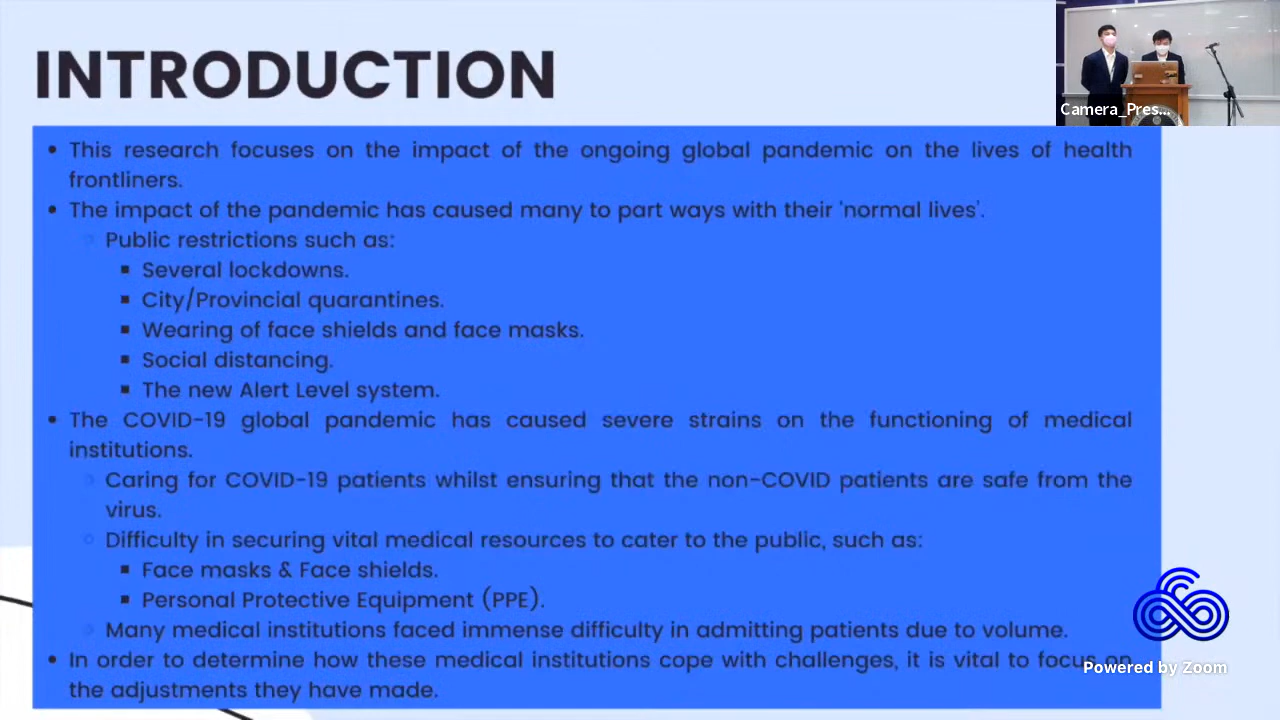 INTRODUCTION
Camera_Pres...
This research focuses on the impact of the ongoing global pandemic on the lives of health
frontliners.
The impact of the pandemic has caused many to part ways with their 'normal lives'.
Public restrictions such as:
Several lockdowns.
City/Provincial quarantines.
Wearing of face shields and face masks.
Social distancing.
The new Alert Level system.
The COVID-19 global pandemic has caused severe strains on the functioning of medical
institutions.
Caring for COVID-19 patients whilst ensuring that the non-COVID patients are safe from the
virus.
Difficulty in securing vital medical resources to cater to the public, such as:
Face masks & Face shields.
Personal Protective Equipment (PPE).
Many medical institutions faced immense difficulty in admitting patients due to volume.
In order to determine how these medical institutions cope with challenges, it is vital to focus on
the adjustments they have made.
Powered by Zoom